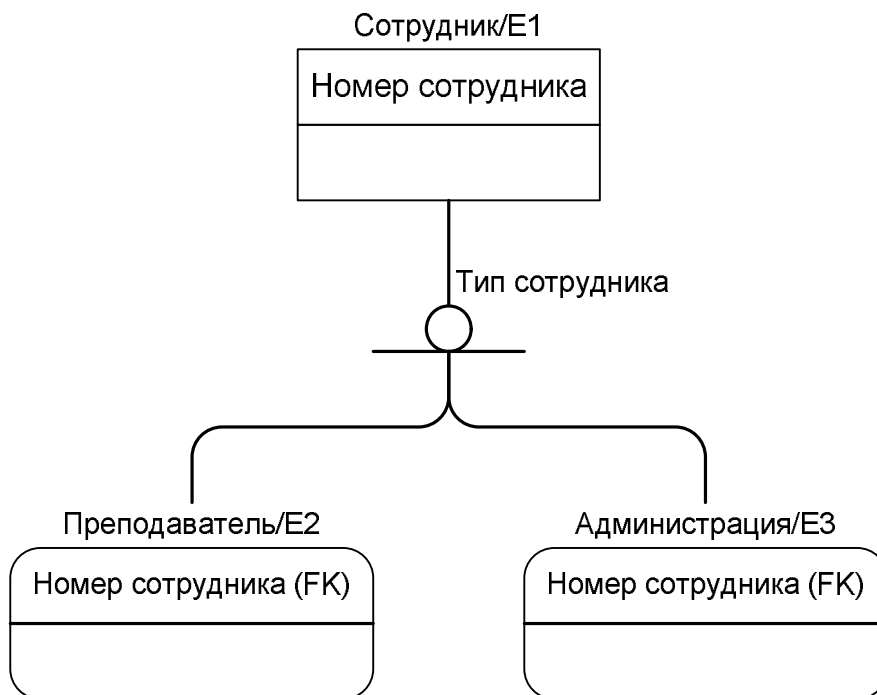 Сотрудник/E1
Номер сотрудника
Тип сотрудника
Преподаватель/E2
Администрация/E3
Номер сотрудника (FK)
Номер сотрудника (FK)